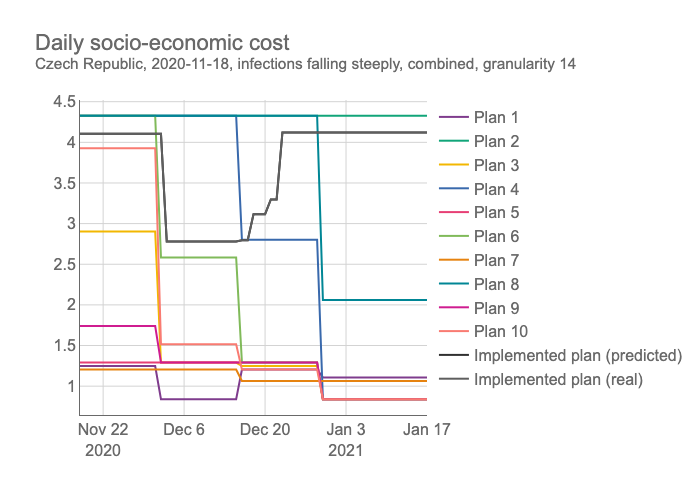 Daily socio-economic cost
Czech Republic, 2020-11-18, infections falling steeply, combined, granularity 14
4.5
4
3.5
3
2.5
2
1.5
1
Nov 22
2020
Dec 6
Dec 20
Jan 3
2021
Jan 17
Plan 1
Plan 2
Plan 3
Plan 4
Plan 5
Plan 6
Plan 7
Plan 8
Plan 9
Plan 10
Implemented plan (predicted)
Implemented plan (real)